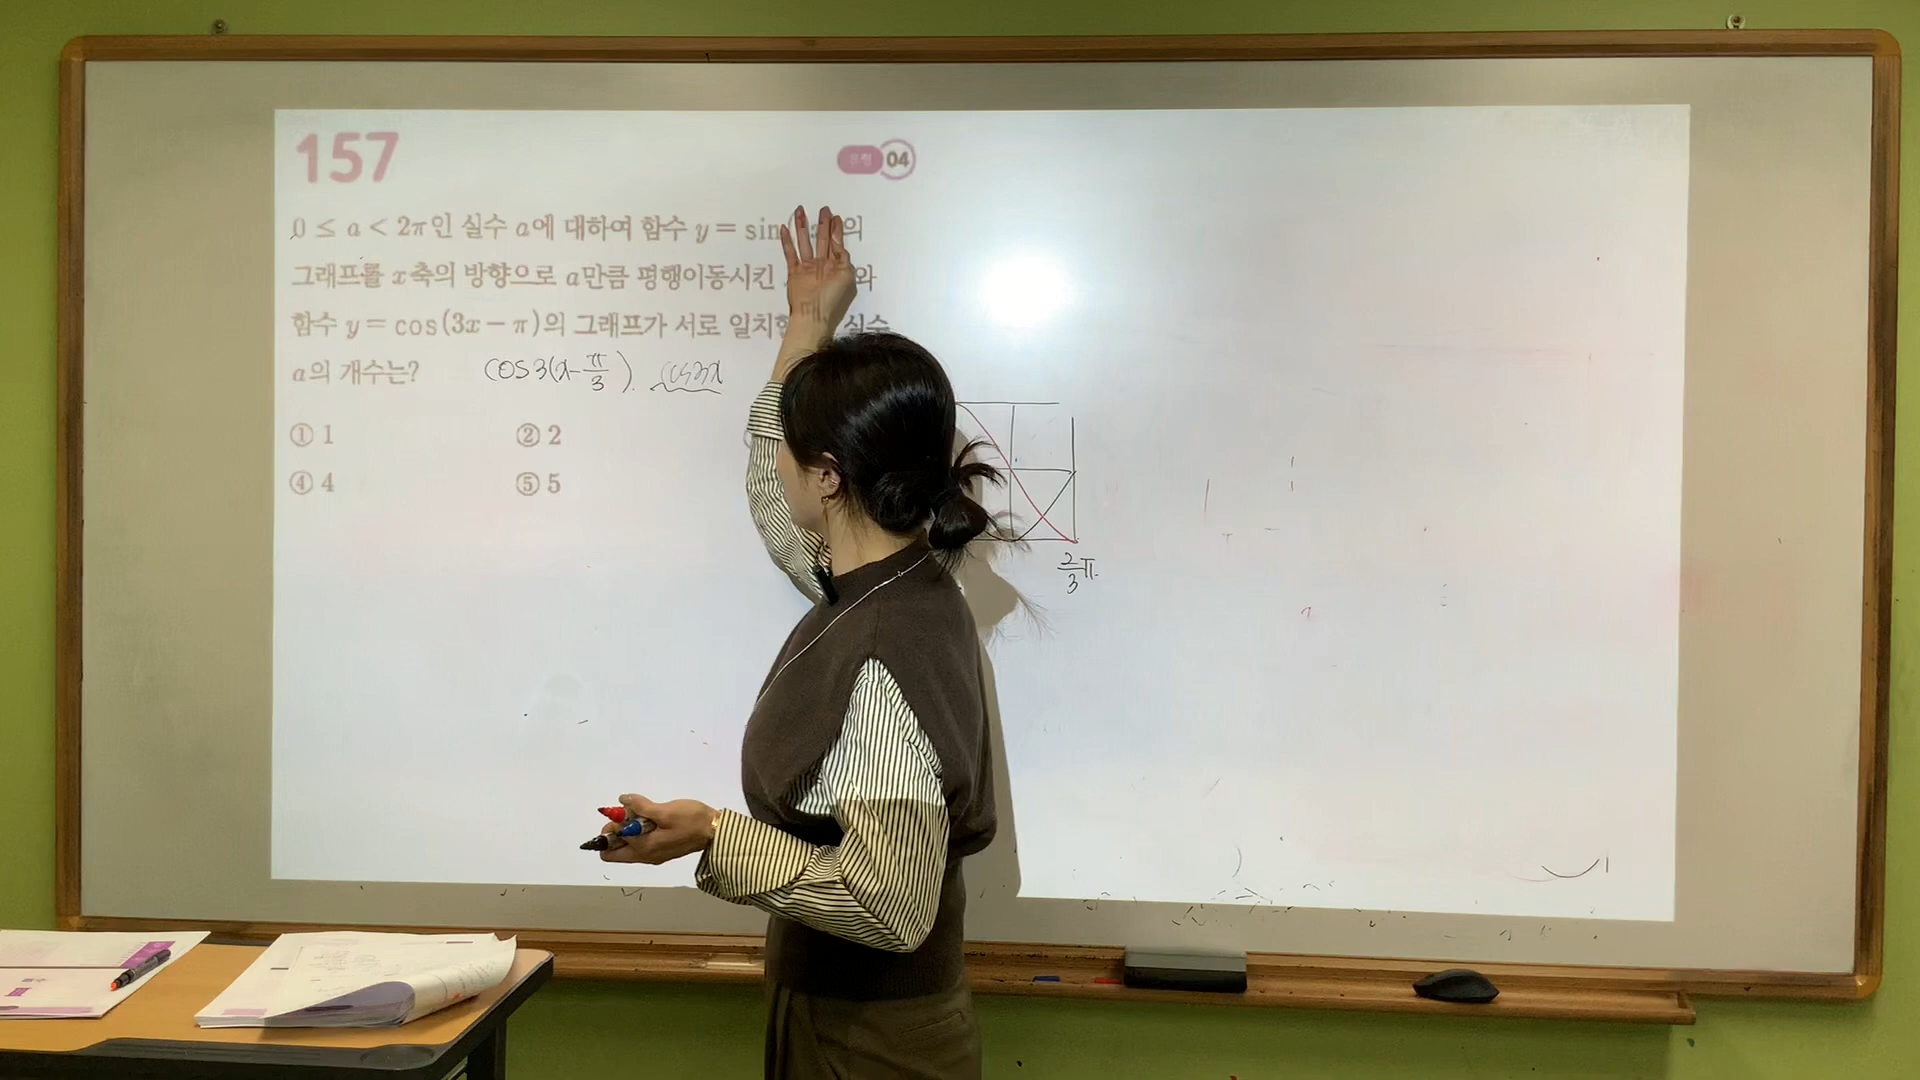 157
유형 04
0 ≤ a < 2π인 실수 a에 대하여 함수 y = sin 의
그래프를 x축의 방향으로 a만큼 평행이동시킨 와
함수 y = cos(3x − π)의 그래프가 서로 일치 때, 실수
a의 개수는?
cos3(x-π/3). cos3x
① 1 ② 2
④ 4 ⑤ 5
2/3 π.